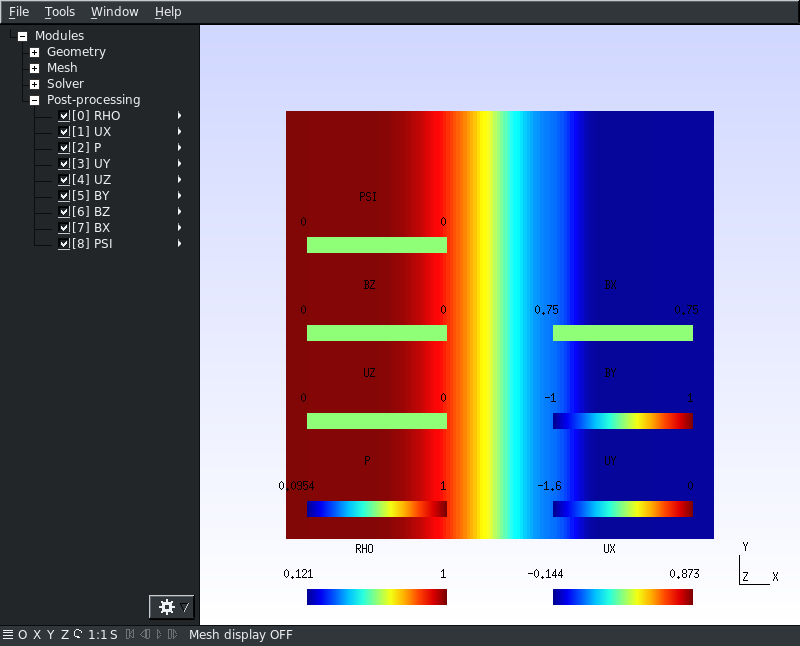 File Tools Window Help
Modules
Geometry
Mesh
Solver
Post-processing
[0] RHO
[1] UX
[2] P
[3] UY
[4] UZ
[5] BY
[6] BZ
[7] BX
[8] PSI
PSI
0 0
BZ BX
0 0 0.75 0.75
UZ BY
0 0 -1 1
P UY
0.0954 1 -1.6 0
RHO UX
0.121 1 -0.144 0.873
Y
Z X
O X Y Z 1:1 S Mesh display OFF